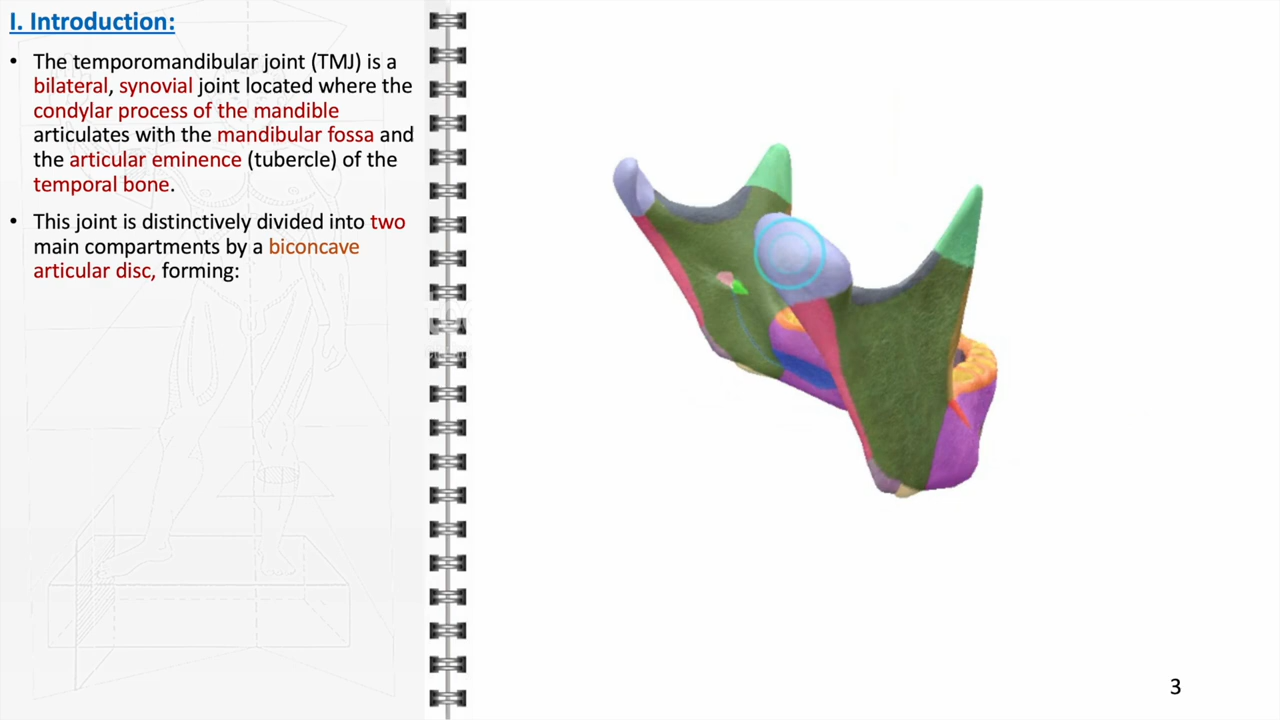 I. Introduction:
• The temporomandibular joint (TMJ) is a
bilateral, synovial joint located where the
condylar process of the mandible
articulates with the mandibular fossa and
the articular eminence (tubercle) of the
temporal bone.
• This joint is distinctively divided into two
main compartments by a biconcave
articular disc, forming:
3